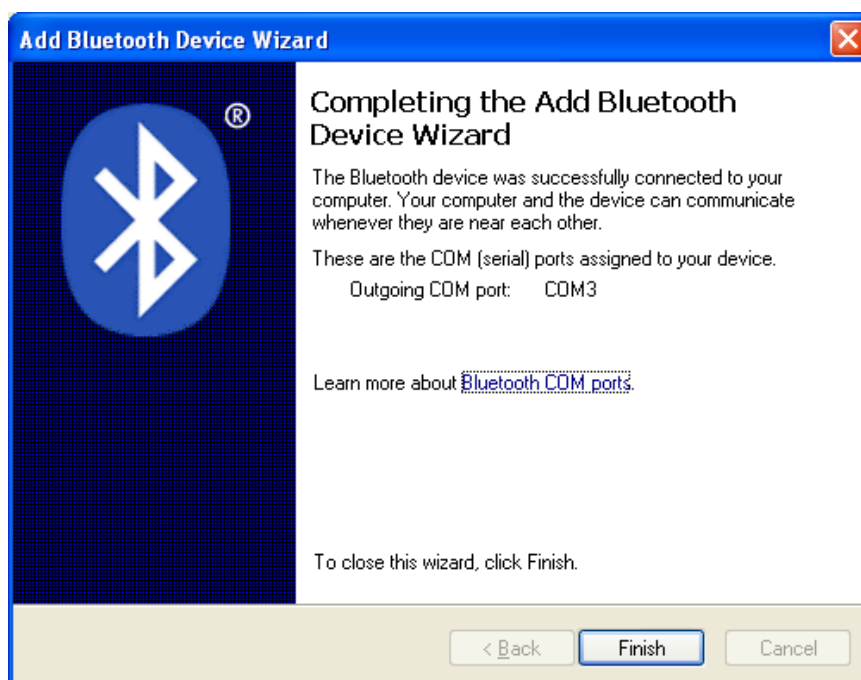 Add Bluetooth Device Wizard
®
Completing the Add Bluetooth
Device Wizard
The Bluetooth device was successfully connected to your
computer. Your computer and the device can communicate
whenever they are near each other.
These are the COM (serial) ports assigned to your device.
Outgoing COM port: COM3
Learn more about Bluetooth COM ports.
To close this wizard, click Finish.
< Back Finish Cancel